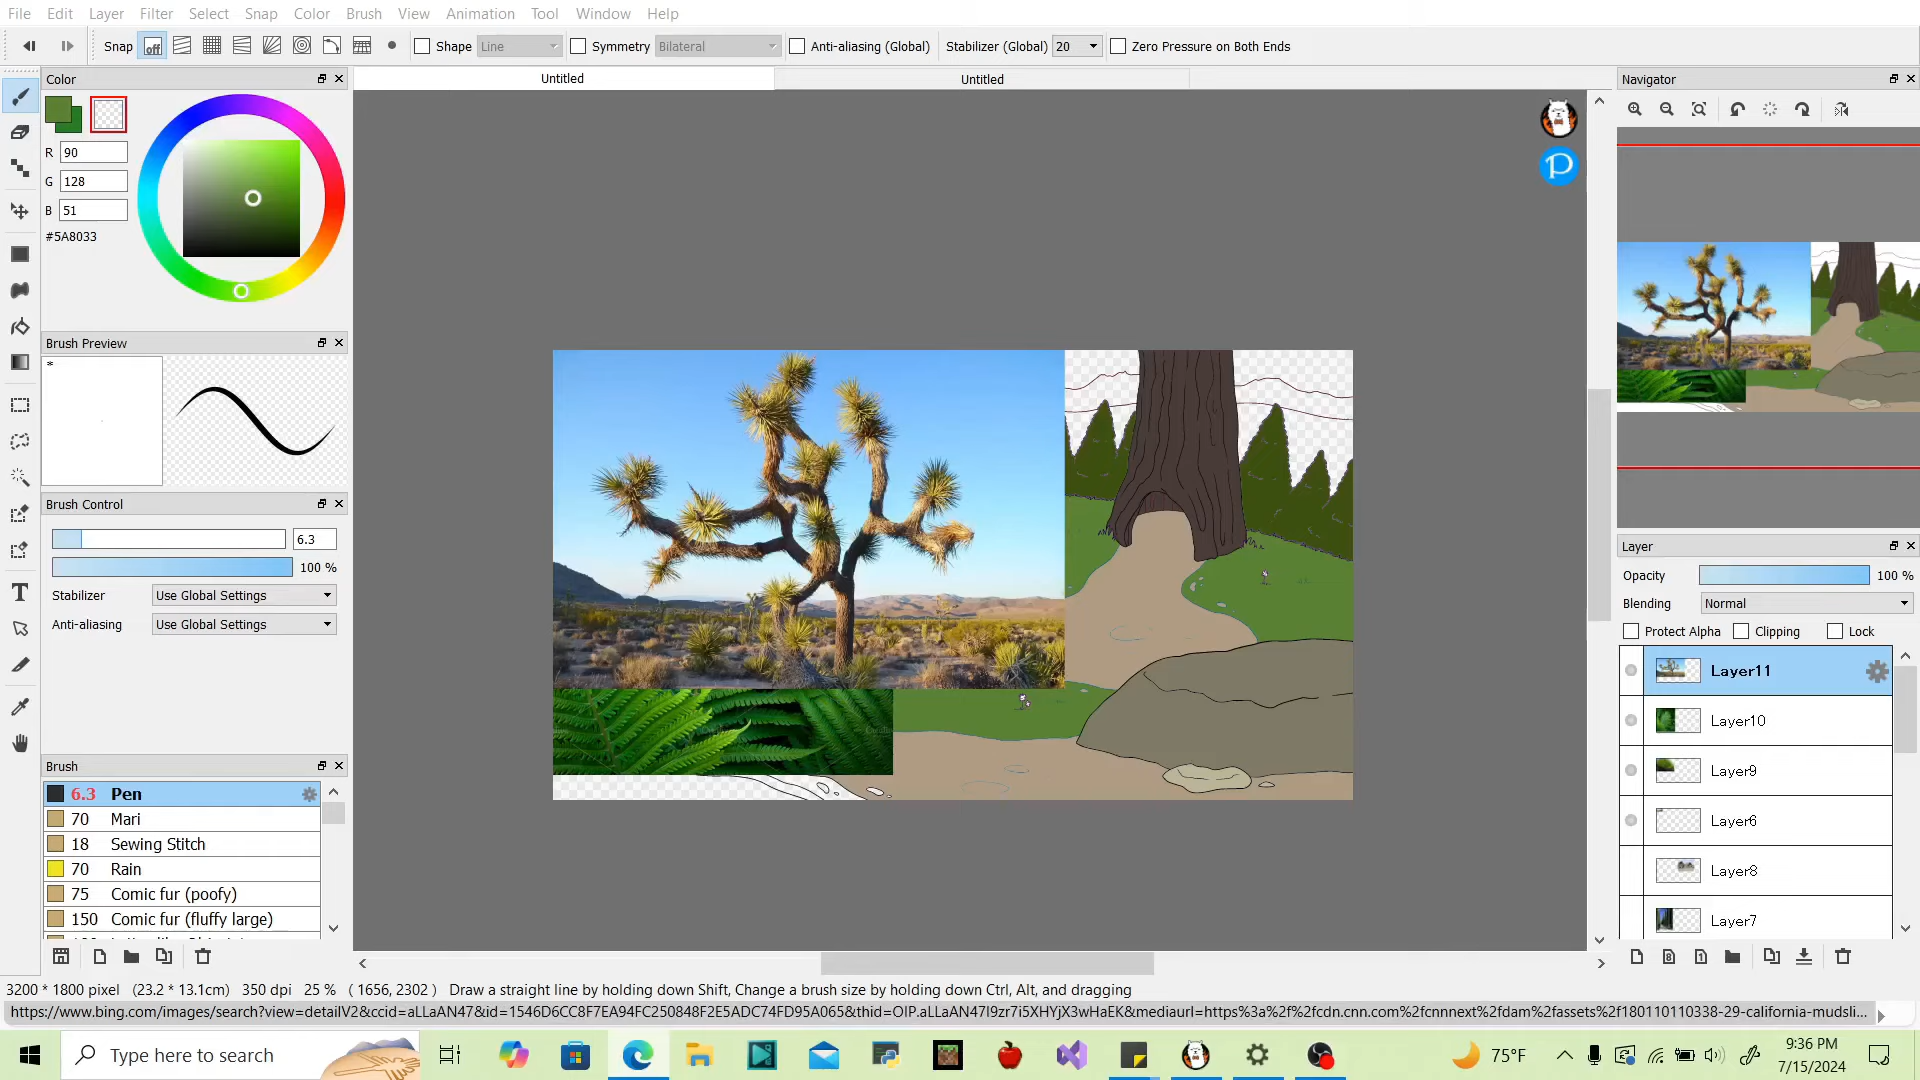 File Edit Layer Filter Select Snap Color Brush View Animation Tool Window Help
Snap off Shape Line Symmetry Bilateral Anti-aliasing (Global) Stabilizer (Global) 20 Zero Pressure on Both Ends
Color
Untitled
Untitled
Navigator
R 90
G 128
B 51
#5A8033
Brush Preview
*
Brush Control
6.3
100 %
Stabilizer Use Global Settings
Anti-aliasing Use Global Settings
Layer
Opacity 100 %
Blending Normal
Protect Alpha Clipping Lock
Layer11
Layer10
Layer9
Layer6
Layer8
Layer7
Brush
6.3 Pen
70 Mari
18 Sewing Stitch
70 Rain
75 Comic fur (poofy)
150 Comic fur (fluffy large)
3200 * 1800 pixel (23.2 * 13.1cm) 350 dpi 25 % ( 1656, 2302 ) Draw a straight line by holding down Shift, Change a brush size by holding down Ctrl, Alt, and dragging
https://www.bing.com/images/search?view=detailV2&ccid=aLLaAN47&id=1546D6CC8F7EA94FC250848F2E5ADC74FD95A065&thid=OIP.aLLaAN47I9zr7i5XHYjX3wHaEK&mediaurl=https%3a%2f%2fcdn.cnn.com%2fcnnnext%2fdam%2fassets%2f180110110338-29-california-mudsli...
Type here to search
75°F
9:36 PM
7/15/2024